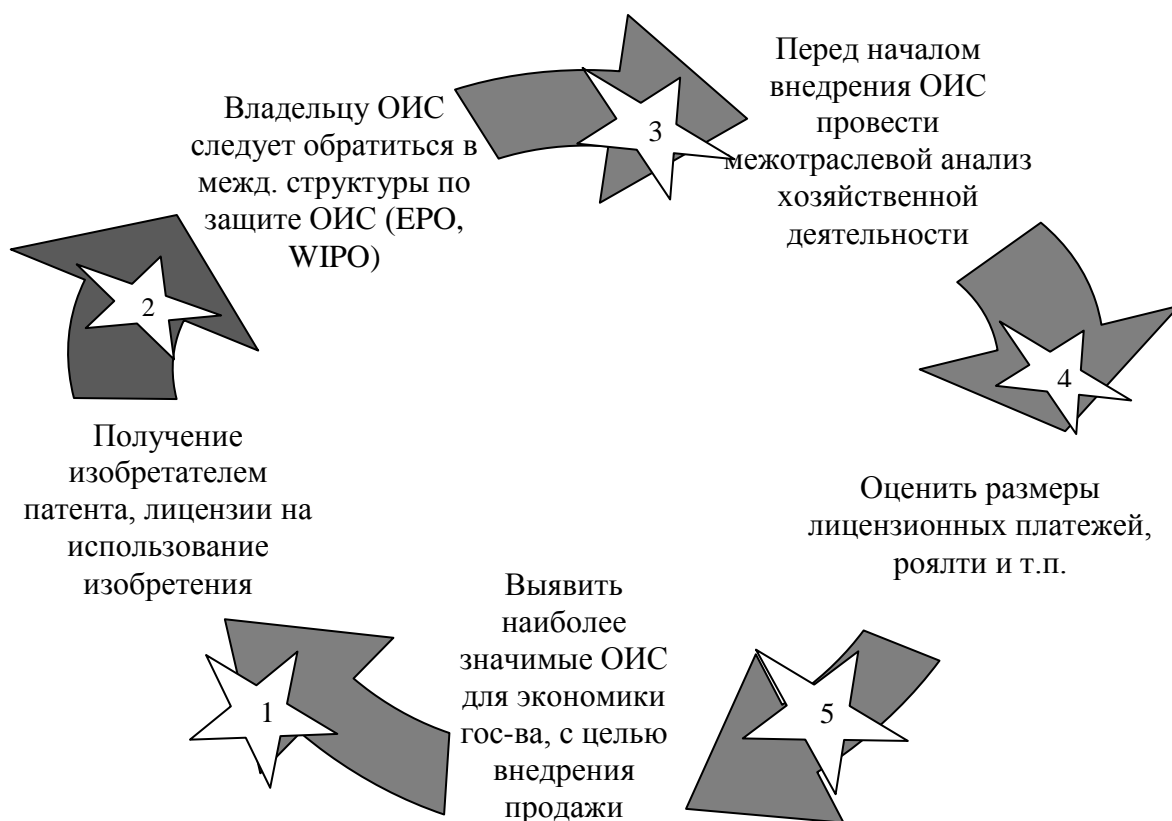 Перед началом
внедрения ОИС
провести
межотраслевой анализ
хозяйственной
деятельности
3
Владельцу ОИС
следует обратиться в
межд. структуры по
защите ОИС (EPO,
WIPO)
2
4
Получение
изобретателем
патента, лицензии на
использование
изобретения
Оценить размеры
лицензионных платежей,
роялти и т.п.
Выявить
наиболее
значимые ОИС
для экономики
гос-ва, с целью
внедрения
продажи
1
5